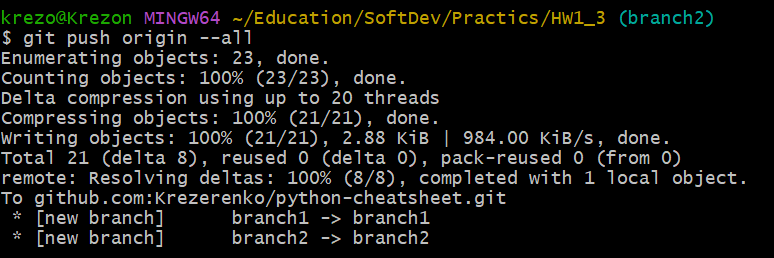 krezo@Krezon MINGW64 ~/Education/SoftDev/Practics/HW1_3 (branch2)
$ git push origin --all
Enumerating objects: 23, done.
Counting objects: 100% (23/23), done.
Delta compression using up to 20 threads
Compressing objects: 100% (21/21), done.
Writing objects: 100% (21/21), 2.88 KiB | 984.00 KiB/s, done.
Total 21 (delta 8), reused 0 (delta 0), pack-reused 0 (from 0)
remote: Resolving deltas: 100% (8/8), completed with 1 local object.
To github.com:Krezerenko/python-cheatsheet.git
 * [new branch]      branch1 -> branch1
 * [new branch]      branch2 -> branch2